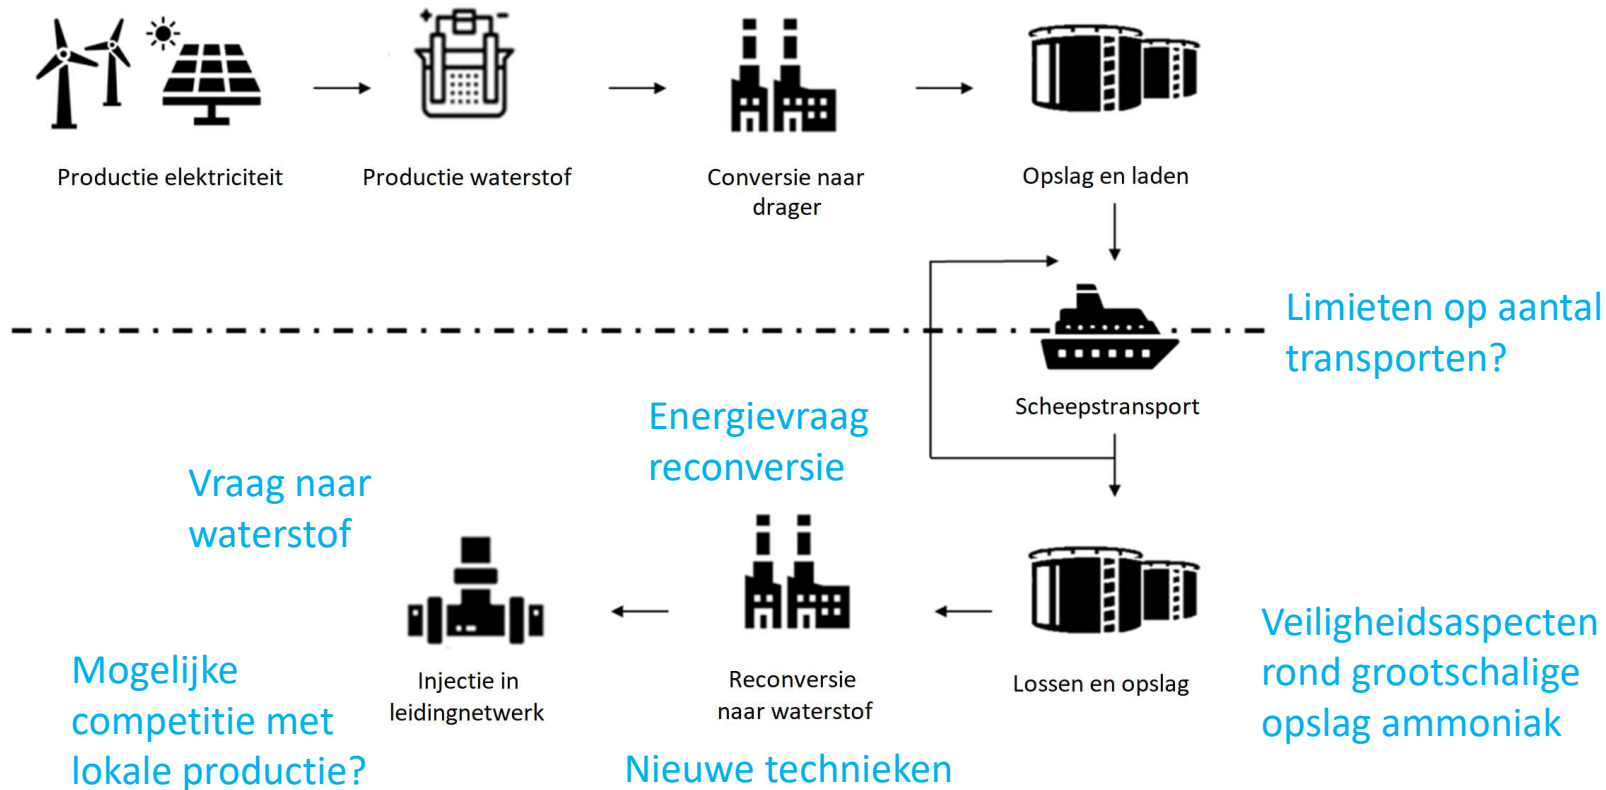 + -
Productie elektriciteit
Productie waterstof
Conversie naar
drager
Opslag en laden
Limieten op aantal
transporten?
Scheepstransport
Energievraag
reconversie
Vraag naar
waterstof
Veiligheidsaspecten
rond grootschalige
opslag ammoniak
Lossen en opslag
Reconversie
naar waterstof
Injectie in
leidingnetwerk
Mogelijke
competitie met
lokale productie?
Nieuwe technieken